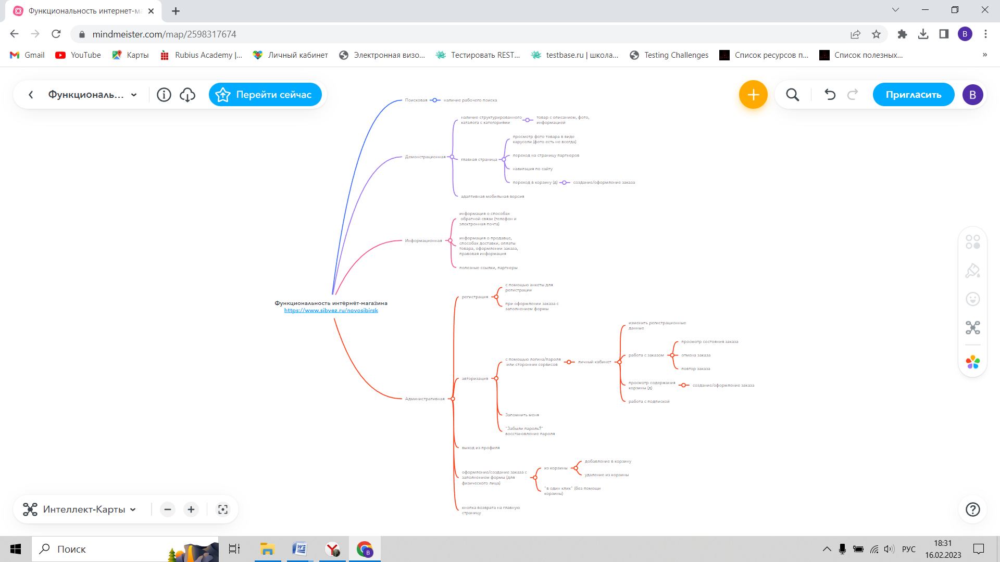 Функциональность интернет-ма
mindmeister.com/map/2598317674
B
Gmail
YouTube
Карты
Rubius Academy |...
Личный кабинет
Электронная визо...
Тестировать REST...
testbase.ru | школа...
Testing Challenges
Список ресурсов п...
Список полезных...
»
Функциональ...
Перейти сейчас
Пригласить
B
Поисковая
наличие рабочего поиска
наличие структурированного
каталога с категориями
товар с описанием, фото,
информацией
Демонстрационная
главная страница
просмотр фото товара в виде
карусели (фото есть не всегда)
переход на страницу партнеров
навигация по сайту
переход в корзину (д)
создание/оформление заказа
адаптивная мобильная версия
Информационная
информация о способах
обратной связи (телефон и
электронная почта)
информация о продавце,
способах доставки, оплаты
товара, оформлении заказа,
правовая информация
полезные ссылки, партнеры
Функциональность интернет-магазина
https://www.sibvez.ru/novosibirsk
Административная
регистрация
с помощью анкеты для
регистрации
при оформлении заказа с
заполнением формы
авторизация
с помощью логина/пароля
или сторонних сервисов
личный кабинет
изменить регистрационные
данные
работа с заказом
просмотр состояния заказа
отмена заказа
повтор заказа
просмотр содержания
корзины (д)
создание/оформление заказа
работа с подпиской
Запомнить меня
"Забыли пароль?"
восстановление пароля
выход из профиля
оформление/создание заказа с
заполнением формы (для
физического лица)
из корзины
добавление в корзину
удаление из корзины
"в один клик" (без помощи
корзины)
кнопка возврата на главную
страницу
Интеллект-Карты
Поиск
РУС
18:31
16.02.2023